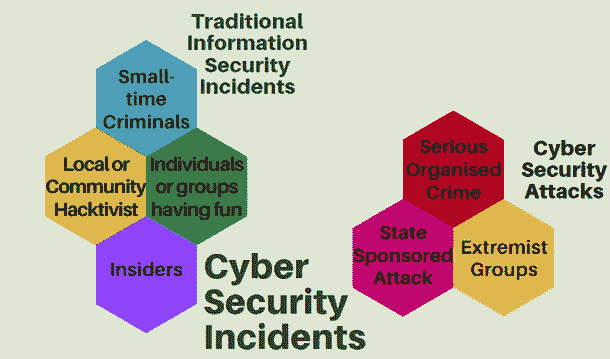 Traditional
Information
Security
Incidents
Small-
time
Criminals
Local or
Community
Hacktivist
Individuals
or groups
having fun
Insiders
Cyber
Security
Incidents
Serious
Organised
Crime
Cyber
Security
Attacks
State
Sponsored
Attack
Extremist
Groups